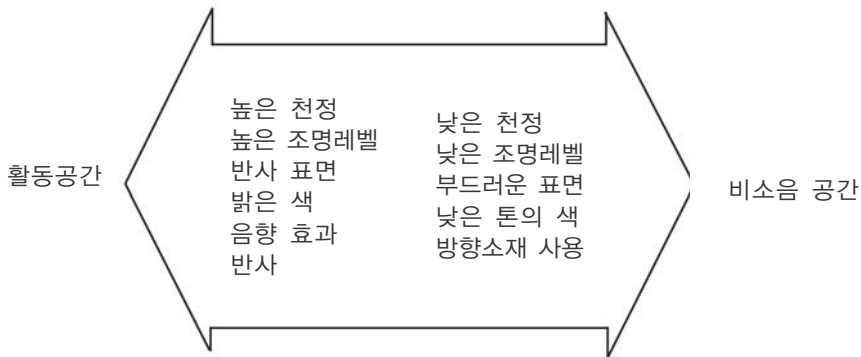 활동공간
높은 천정
높은 조명레벨
반사 표면
밝은 색
음향 효과
반사
낮은 천정
낮은 조명레벨
부드러운 표면
낮은 톤의 색
방향소재 사용
비소음 공간